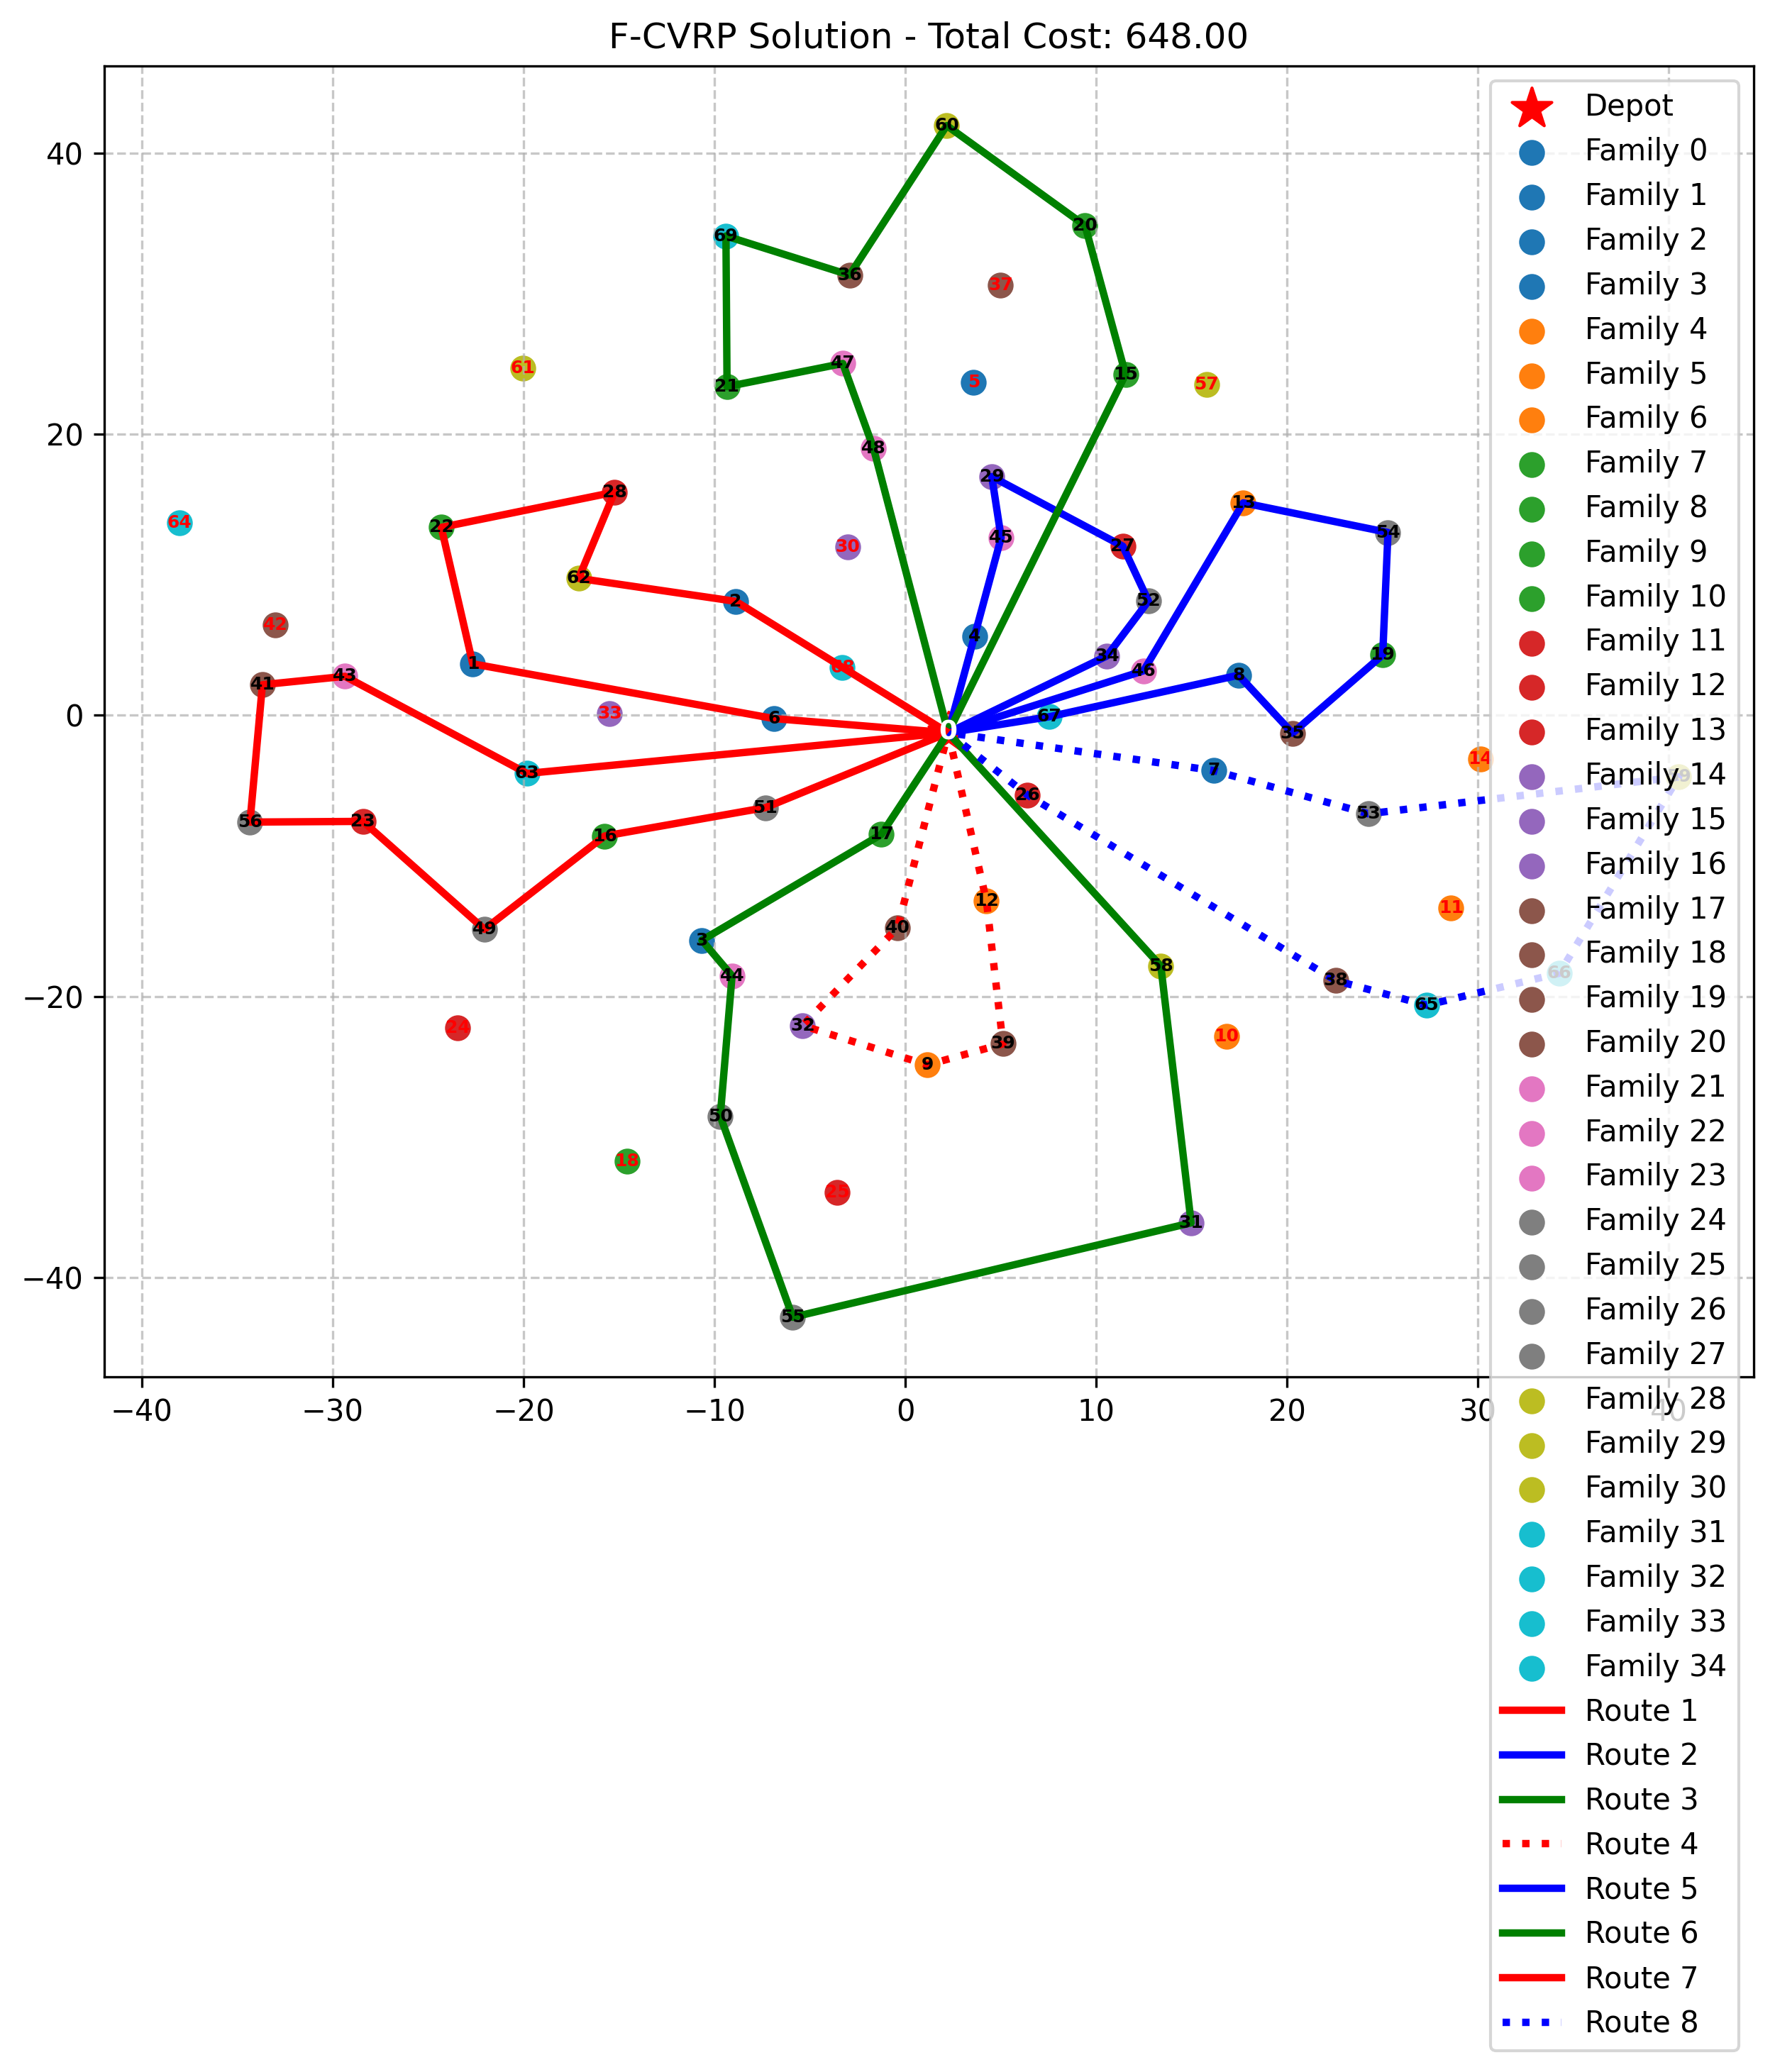 F-CVRP Solution - Total Cost: 648.00
40
20
0
−20
−40
−40
−30
−20
−10
0
10
20
30
40
60
69
20
36
37
47
15
61
21
5
57
48
29
28
13
64
22
54
45
30
27
62
2
52
42
4
1
68
34
19
41
43
46
8
33
6
67
0
35
14
63
7
26
56
23
51
53
16
17
12
11
49
40
3
58
44
66
38
65
32
24
10
39
9
50
18
25
31
55
Depot
Family 0
Family 1
Family 2
Family 3
Family 4
Family 5
Family 6
Family 7
Family 8
Family 9
Family 10
Family 11
Family 12
Family 13
Family 14
Family 15
Family 16
Family 17
Family 18
Family 19
Family 20
Family 21
Family 22
Family 23
Family 24
Family 25
Family 26
Family 27
Family 28
Family 29
Family 30
Family 31
Family 32
Family 33
Family 34
Route 1
Route 2
Route 3
Route 4
Route 5
Route 6
Route 7
Route 8